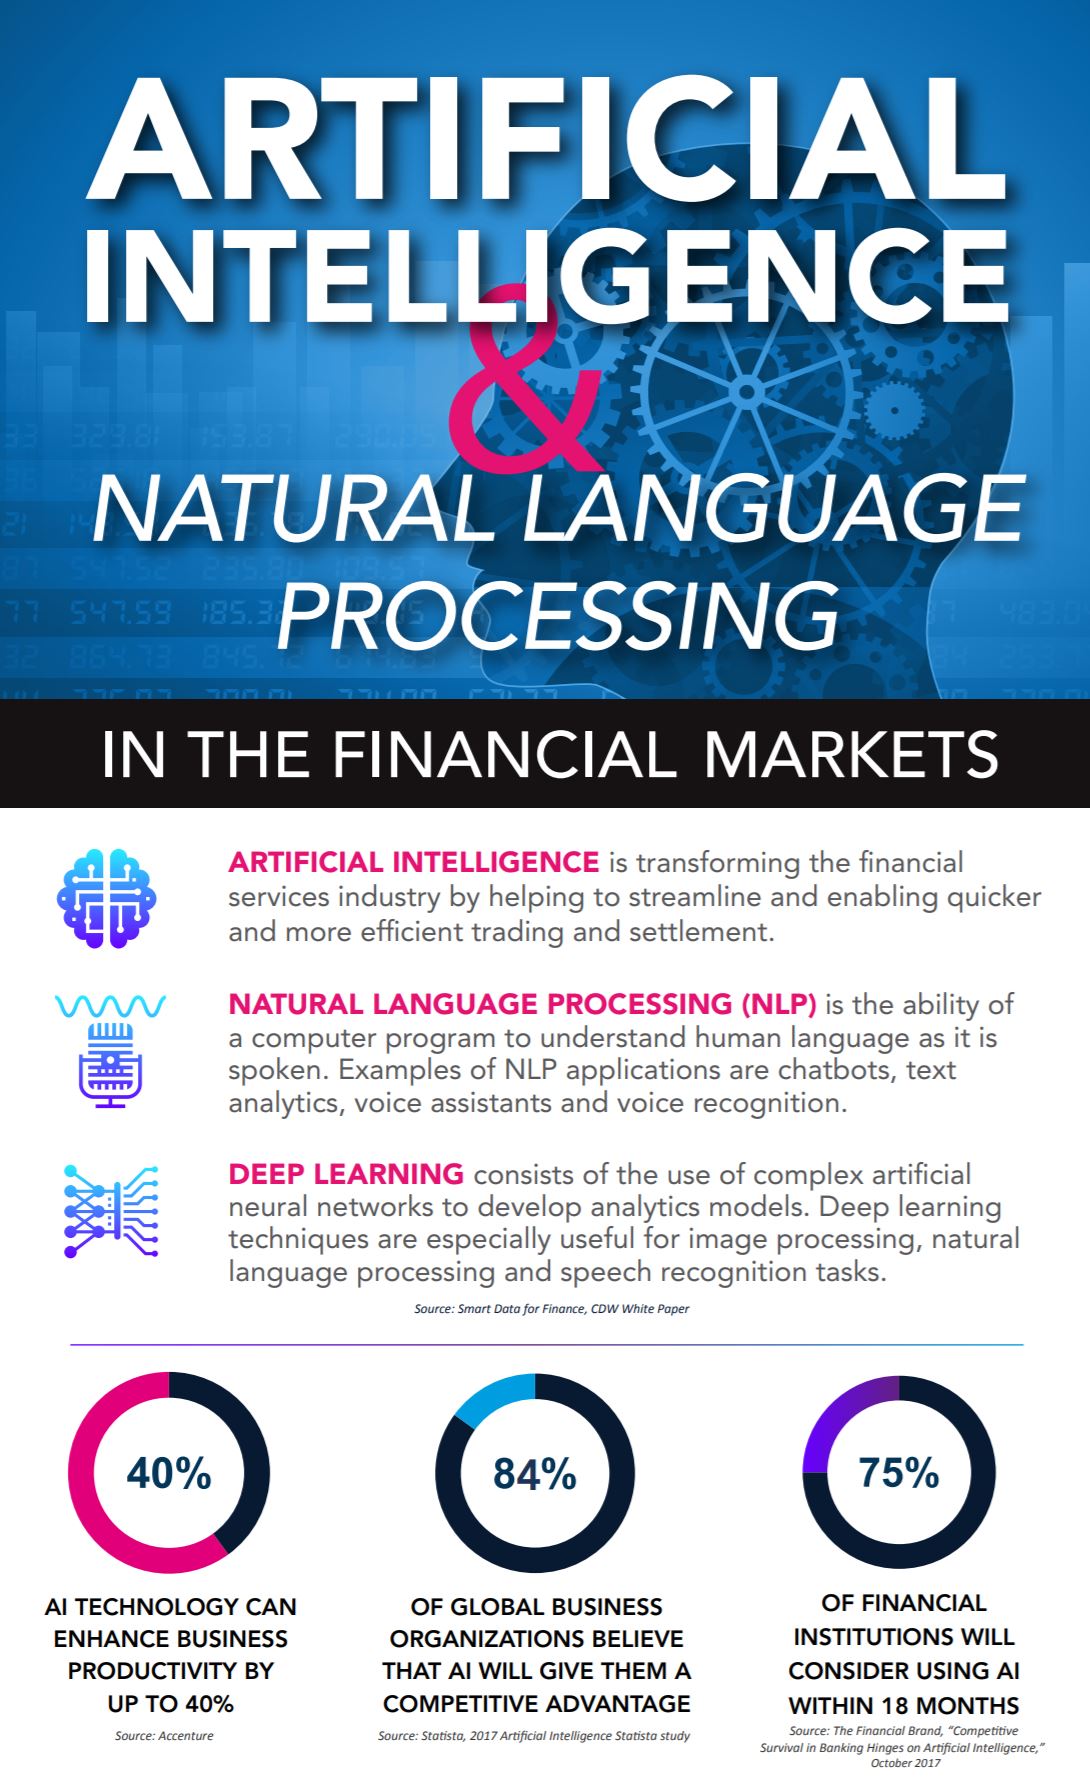 ARTIFICIAL
INTELLIGENCE
&
NATURAL LANGUAGE
PROCESSING
IN THE FINANCIAL MARKETS
ARTIFICIAL INTELLIGENCE is transforming the financial
services industry by helping to streamline and enabling quicker
and more efficient trading and settlement.
NATURAL LANGUAGE PROCESSING (NLP) is the ability of
a computer program to understand human language as it is
spoken. Examples of NLP applications are chatbots, text
analytics, voice assistants and voice recognition.
DEEP LEARNING consists of the use of complex artificial
neural networks to develop analytics models. Deep learning
techniques are especially useful for image processing, natural
language processing and speech recognition tasks.
Source: Smart Data for Finance, CDW White Paper
40%
AI TECHNOLOGY CAN
ENHANCE BUSINESS
PRODUCTIVITY BY
UP TO 40%
Source: Accenture
84%
OF GLOBAL BUSINESS
ORGANIZATIONS BELIEVE
THAT AI WILL GIVE THEM A
COMPETITIVE ADVANTAGE
Source: Statista, 2017 Artificial Intelligence Statista study
75%
OF FINANCIAL
INSTITUTIONS WILL
CONSIDER USING AI
WITHIN 18 MONTHS
Source: The Financial Brand, "Competitive
Survival in Banking Hinges on Artificial Intelligence,"
October 2017